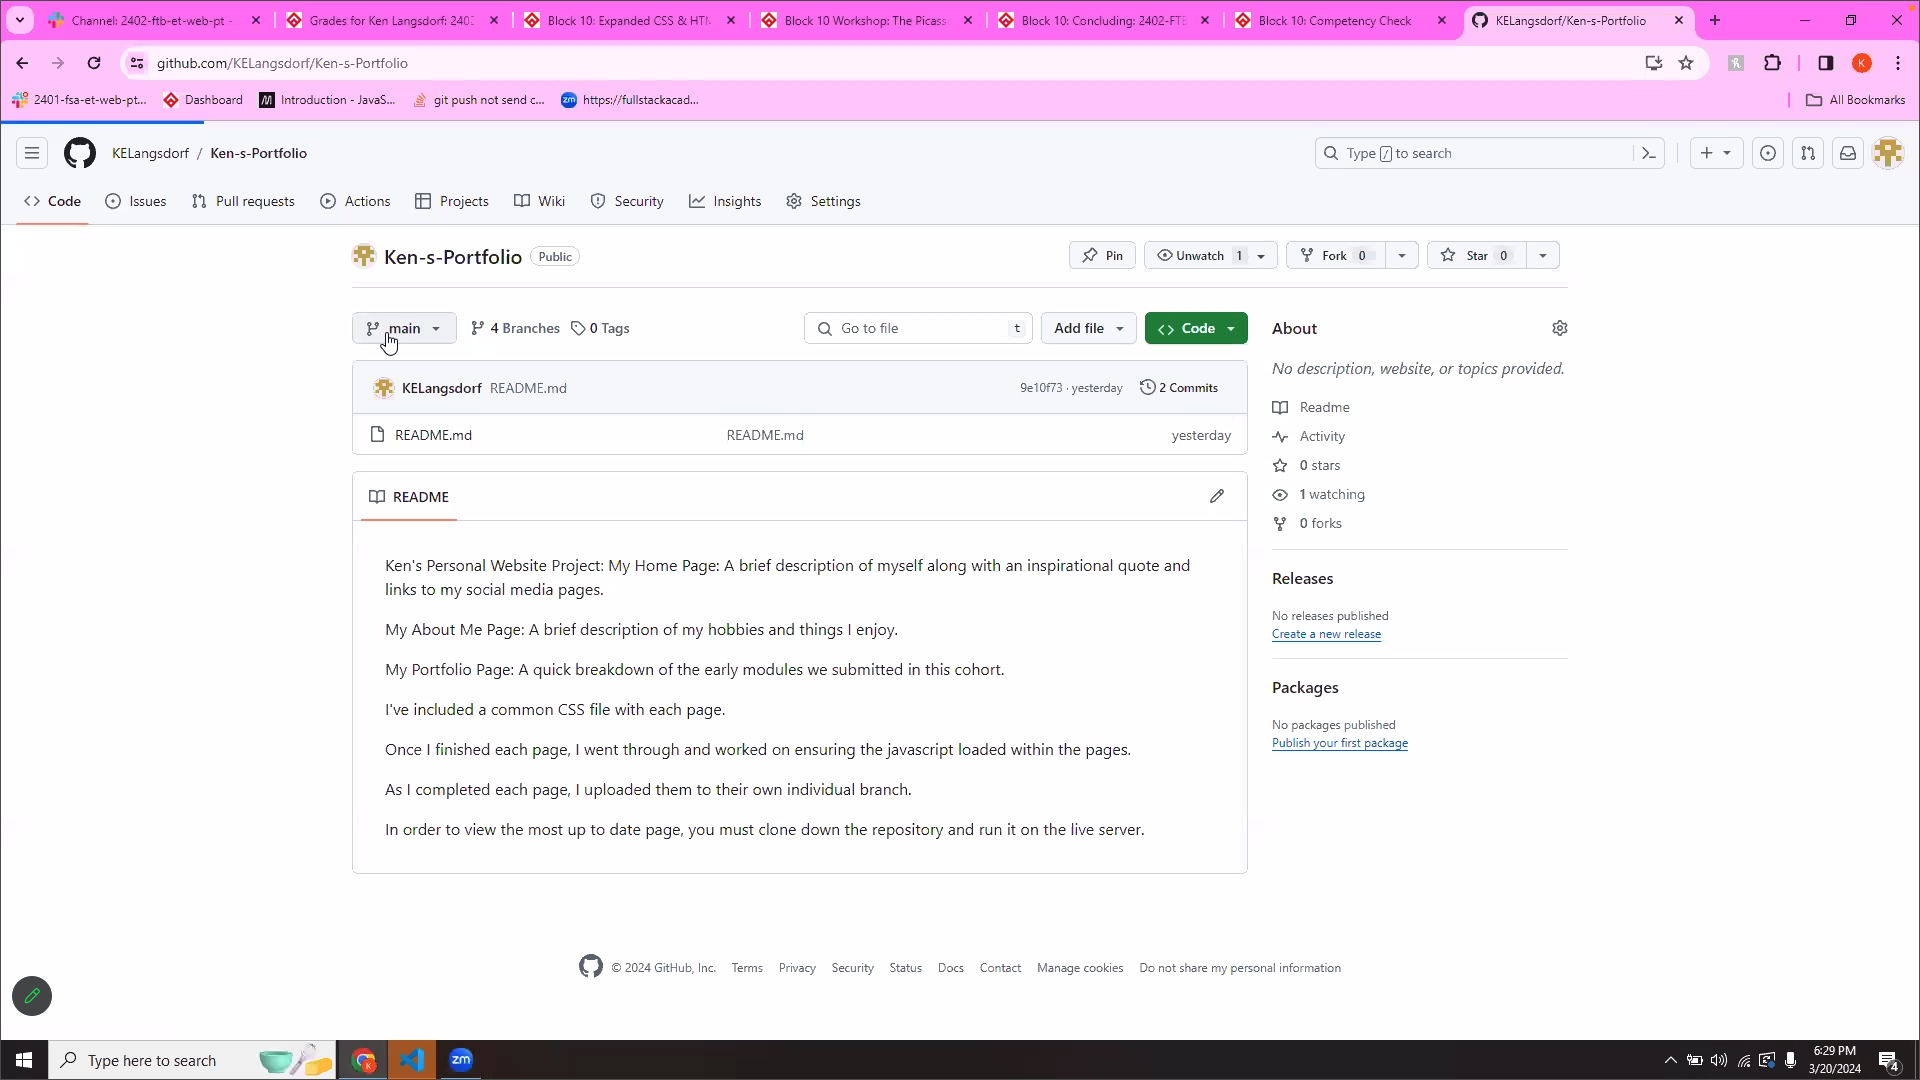 Channel: 2402-ftb-et-web-pt -
Grades for Ken Langsdorf: 2402
Block 10: Expanded CSS & HTM
Block 10 Workshop: The Picass
Block 10: Concluding: 2402-FTE
Block 10: Competency Check
KELangsdorf/Ken-s-Portfolio
github.com/KELangsdorf/Ken-s-Portfolio
K
2401-fsa-et-web-pt...
Dashboard
Introduction - JavaS...
git push not send c...
zm
https://fullstackacad...
All Bookmarks
KELangsdorf / Ken-s-Portfolio
Type / to search
Code
Issues
Pull requests
Actions
Projects
Wiki
Security
Insights
Settings
Ken-s-Portfolio
Public
Pin
Unwatch 1
Fork 0
Star 0
main
4 Branches
0 Tags
Go to file
t
Add file
Code
KELangsdorf README.md
9e10f73 · yesterday
2 Commits
README.md
README.md
yesterday
README
Ken's Personal Website Project: My Home Page: A brief description of myself along with an inspirational quote and
links to my social media pages.
My About Me Page: A brief description of my hobbies and things I enjoy.
My Portfolio Page: A quick breakdown of the early modules we submitted in this cohort.
I've included a common CSS file with each page.
Once I finished each page, I went through and worked on ensuring the javascript loaded within the pages.
As I completed each page, I uploaded them to their own individual branch.
In order to view the most up to date page, you must clone down the repository and run it on the live server.
About
No description, website, or topics provided.
Readme
Activity
0 stars
1 watching
0 forks
Releases
No releases published
Create a new release
Packages
No packages published
Publish your first package
© 2024 GitHub, Inc.
Terms
Privacy
Security
Status
Docs
Contact
Manage cookies
Do not share my personal information
Type here to search
K
zm
6:29 PM
3/20/2024
4